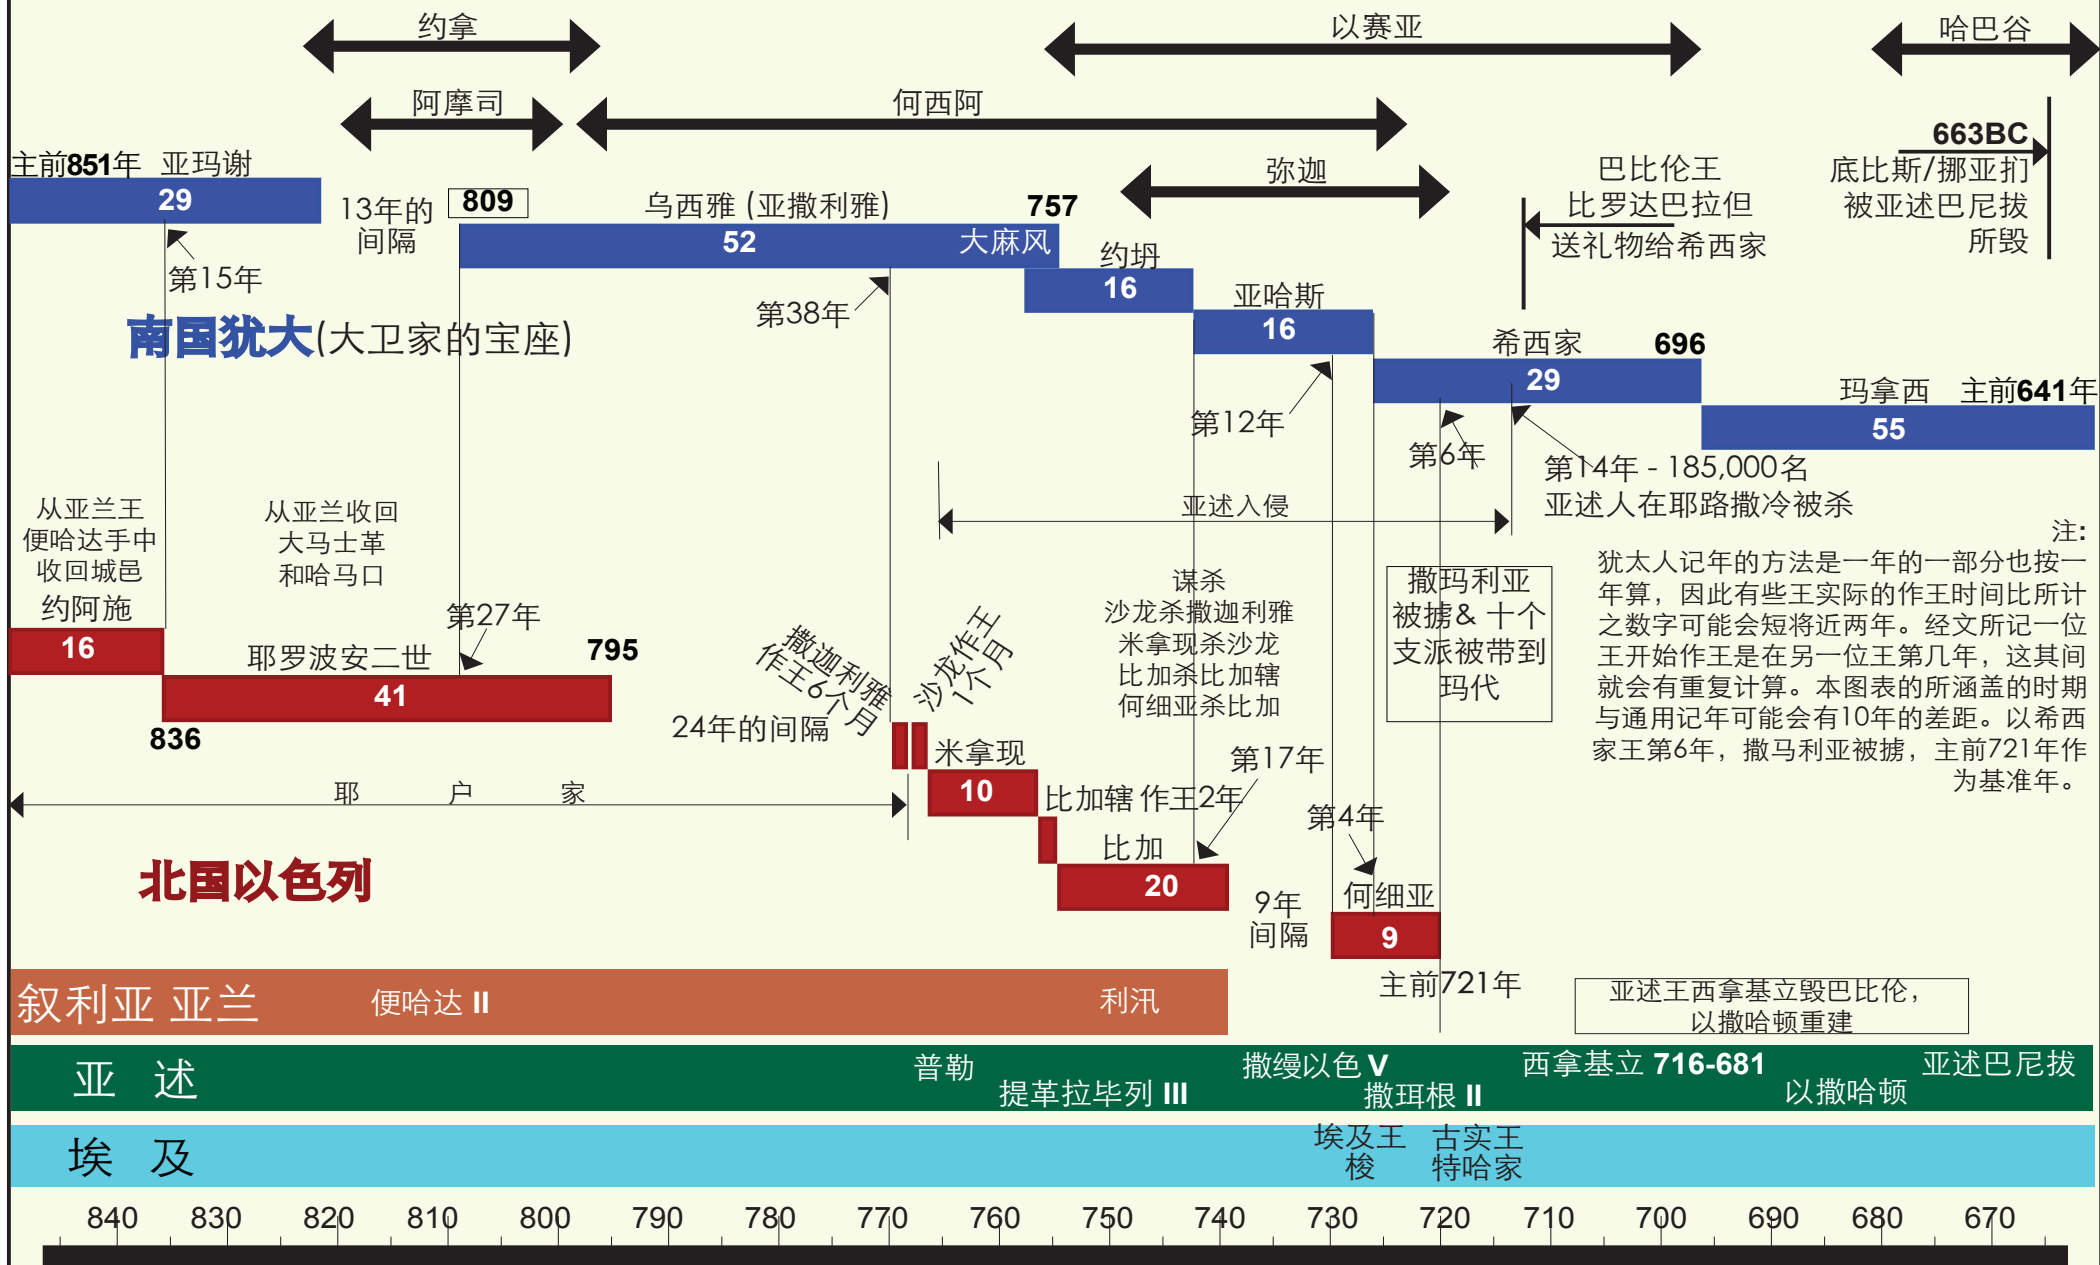 约拿
以赛亚
哈巴谷
阿摩司
何西阿
663BC
底比斯/挪亚扪
被亚述巴尼拔
所毁
主前851年 亚玛谢
29
13年的
间隔
809
乌西雅 (亚撒利雅)
757
52
大麻风
弥迦
巴比伦王
比罗达巴拉但
送礼物给希西家
第15年
第38年
约坍
16
亚哈斯
16
南国犹大(大卫家的宝座)
希西家
696
29
玛拿西
主前641年
55
第12年
第6年
第14年 - 185,000名
亚述人在耶路撒冷被杀
亚述入侵
从亚兰王
便哈达手中
收回城邑
约阿施
16
从亚兰收回
大马士革
和哈马口
第27年
耶罗波安二世
795
41
836
24年的间隔
撒迦利雅
作王6个月
沙龙作王
1个月
谋杀
沙龙杀撒迦利雅
米拿现杀沙龙
比加杀比加辖
何细亚杀比加
撒玛利亚
被掳& 十个
支派被带到
玛代
注:
犹太人记年的方法是一年的一部分也按一
年算，因此有些王实际的作王时间比所计
之数字可能会短将近两年。经文所记一位
王开始作王是在另一位王第几年，这其间
就会有重复计算。本图表的所涵盖的时期
与通用记年可能会有10年的差距。以希西
家王第6年，撒马利亚被掳，主前721年作
为基准年。
耶 户 家
米拿现
10
比加辖 作王2年
第17年
比加
20
第4年
9年
间隔
何细亚
9
主前721年
北国以色列
叙利亚 亚兰
便哈达 II
利汛
亚述王西拿基立毁巴比伦，
以撒哈顿重建
亚 述
普勒
提革拉毕列 III
撒缦以色 V
撒珥根 II
西拿基立 716-681
以撒哈顿
亚述巴尼拔
埃 及
埃及王
梭
古实王
特哈家
840 830 820 810 800 790 780 770 760 750 740 730 720 710 700 690 680 670